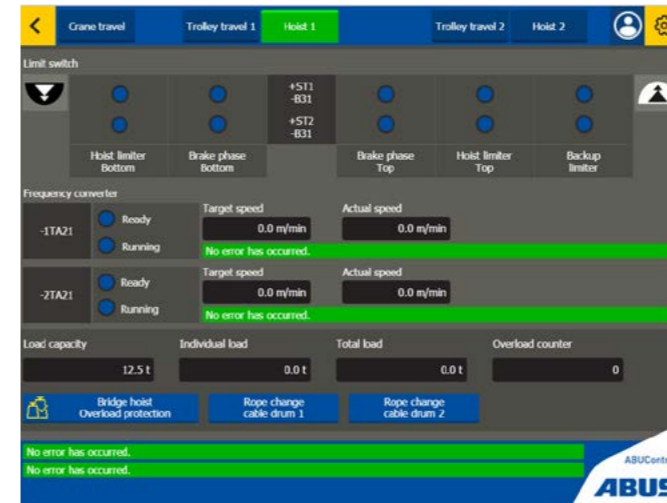 Crane travel
Trolley travel 1
Hoist 1
Trolley travel 2
Hoist 2
Limit switch
+ST1
-B31
+ST2
-B31
Hoist limiter
Bottom
Brake phase
Bottom
Brake phase
Top
Hoist limiter
Top
Backup
limiter
Frequency converter
-1TA21
Ready
Running
Target speed
0.0 m/min
Actual speed
0.0 m/min
No error has occurred.
-2TA21
Ready
Running
Target speed
0.0 m/min
Actual speed
0.0 m/min
No error has occurred.
Load capacity
Individual load
Total load
Overload counter
12.5 t
0.0 t
0.0 t
0
Bridge hoist
Overload protection
Rope change
cable drum 1
Rope change
cable drum 2
No error has occurred.
No error has occurred.
ABUContr
ABUS